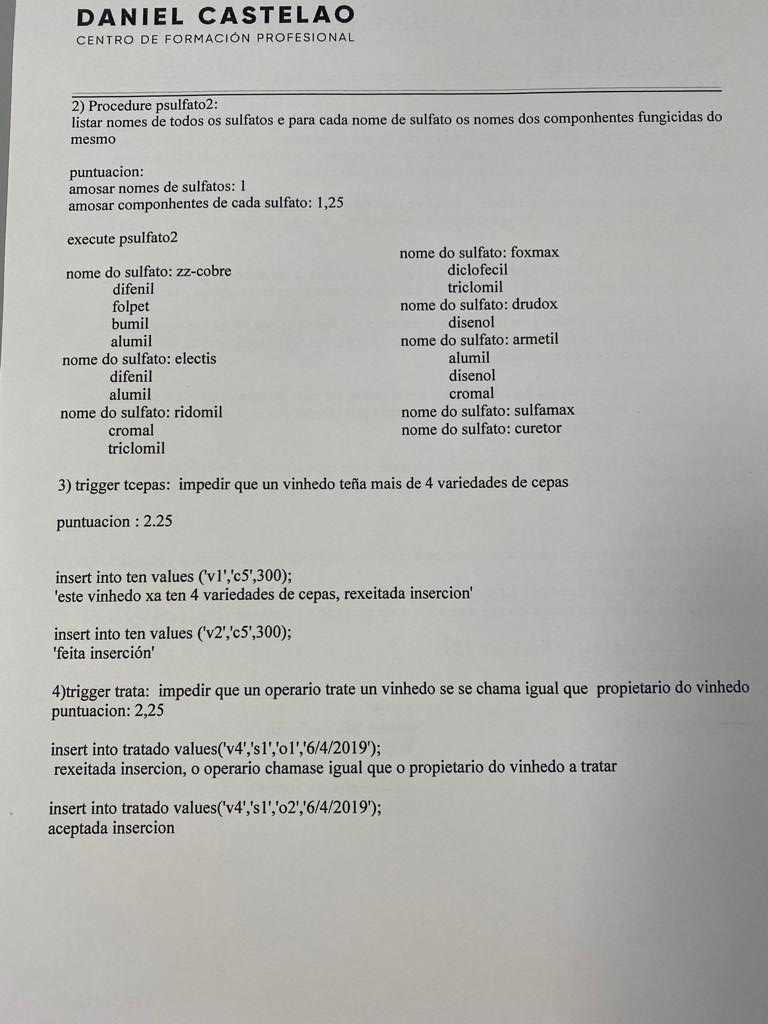 DANIEL CASTELAO
CENTRO DE FORMACIÓN PROFESIONAL
2) Procedure psulfato2:
listar nomes de todos os sulfatos e para cada nome de sulfato os nomes dos componhentes fungicidas do
mesmo
puntuacion:
amosar nomes de sulfatos: 1
amosar componhentes de cada sulfato: 1,25
execute psulfato2
nome do sulfato: zz-cobre
difenil
folpet
bumil
alumil
nome do sulfato: electis
difenil
alumil
nome do sulfato: ridomil
cromal
triclomil
nome do sulfato: foxmax
diclofecil
triclomil
nome do sulfato: drudox
disenol
nome do sulfato: armetil
alumil
disenol
cromal
nome do sulfato: sulfamax
nome do sulfato: curetor
3) trigger tcepas: impedir que un vinhedo teña mais de 4 variedades de cepas
puntuacion : 2.25
insert into ten values ('v1','c5',300);
'este vinhedo xa ten 4 variedades de cepas, rexeitada insercion'
insert into ten values ('v2','c5',300);
'feita inserción'
4)trigger trata: impedir que un operario trate un vinhedo se se chama igual que propietario do vinhedo
puntuacion: 2,25
insert into tratado values('v4','s1','o1','6/4/2019');
rexeitada insercion, o operario chamase igual que o propietario do vinhedo a tratar
insert into tratado values('v4','s1','o2','6/4/2019');
aceptada insercion